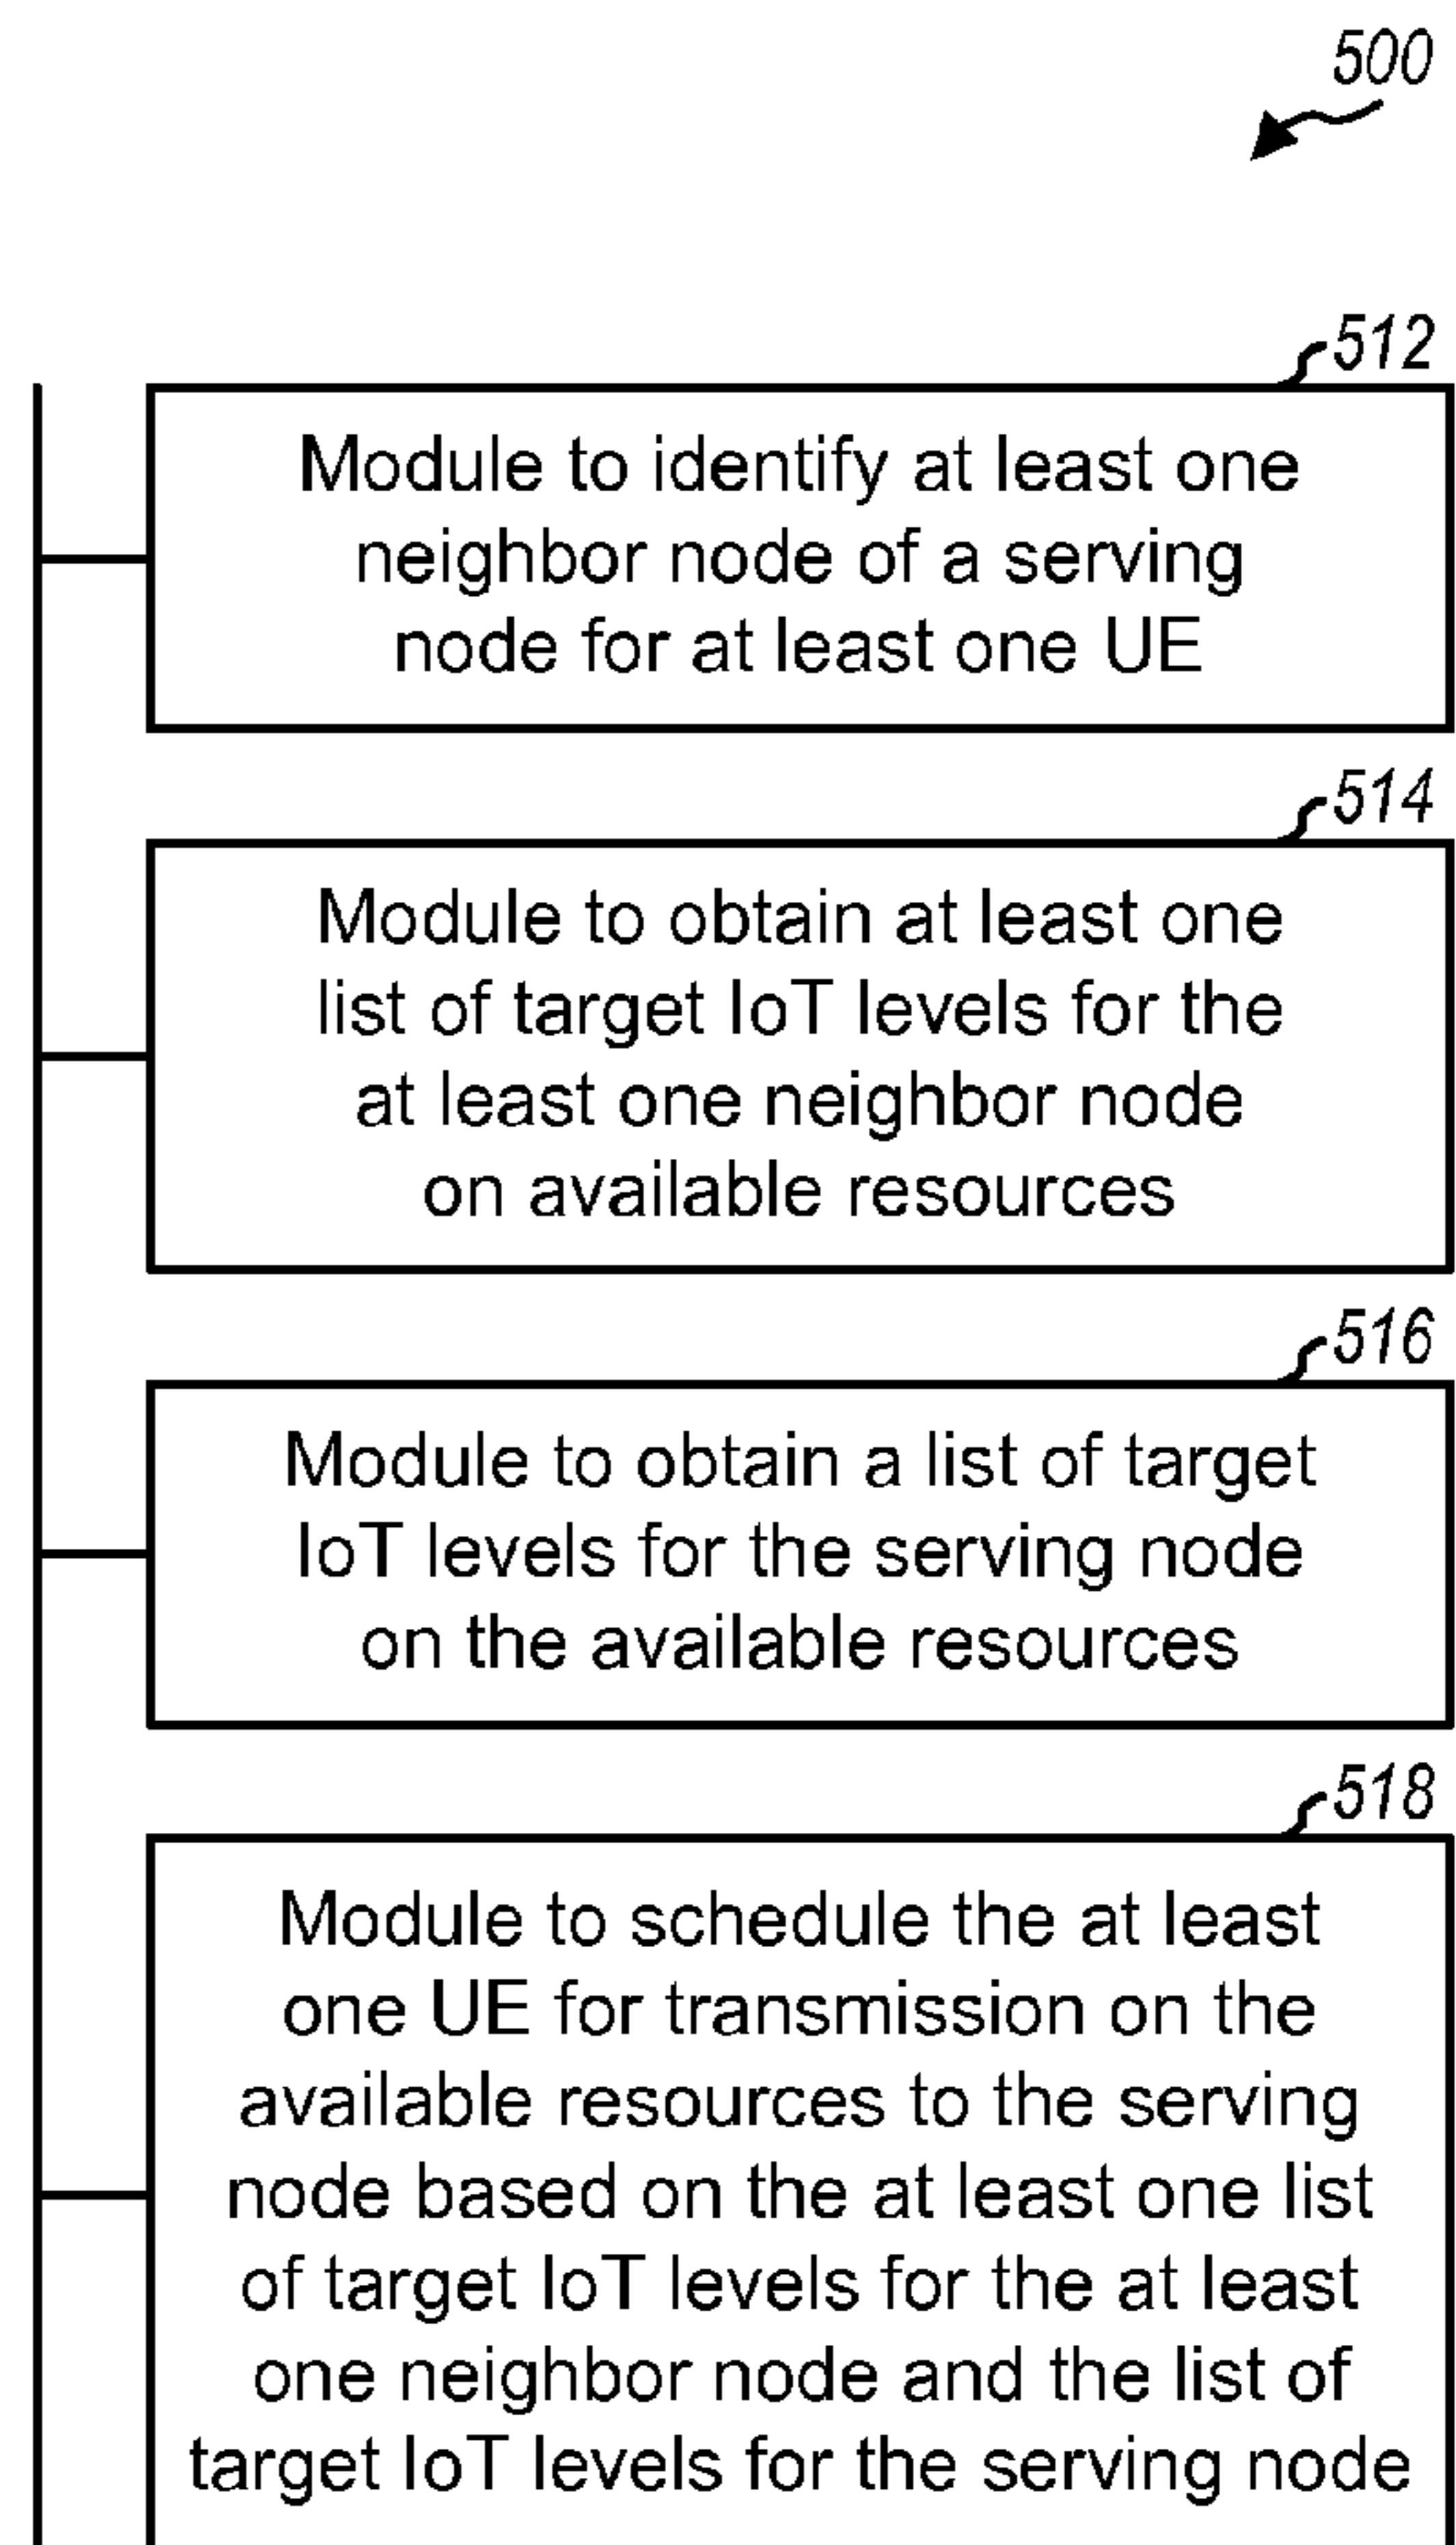 500
512
Module to identify at least one
neighbor node of a serving
node for at least one UE
514
Module to obtain at least one
list of target IoT levels for the
at least one neighbor node
on available resources
516
Module to obtain a list of target
IoT levels for the serving node
on the available resources
518
Module to schedule the at least
one UE for transmission on the
available resources to the serving
node based on the at least one list
of target IoT levels for the at least
one neighbor node and the list of
target IoT levels for the serving node